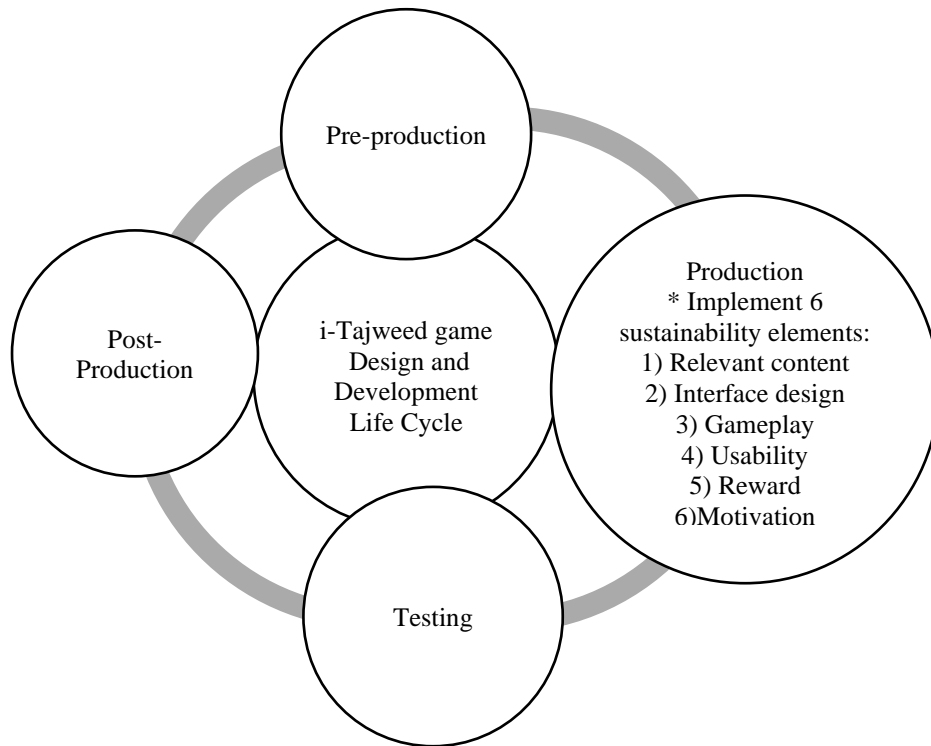 Pre-production
Production
* Implement 6
sustainability elements:
1) Relevant content
2) Interface design
3) Gameplay
4) Usability
5) Reward
6)Motivation
Testing
Post-
Production
i-Tajweed game
Design and
Development
Life Cycle